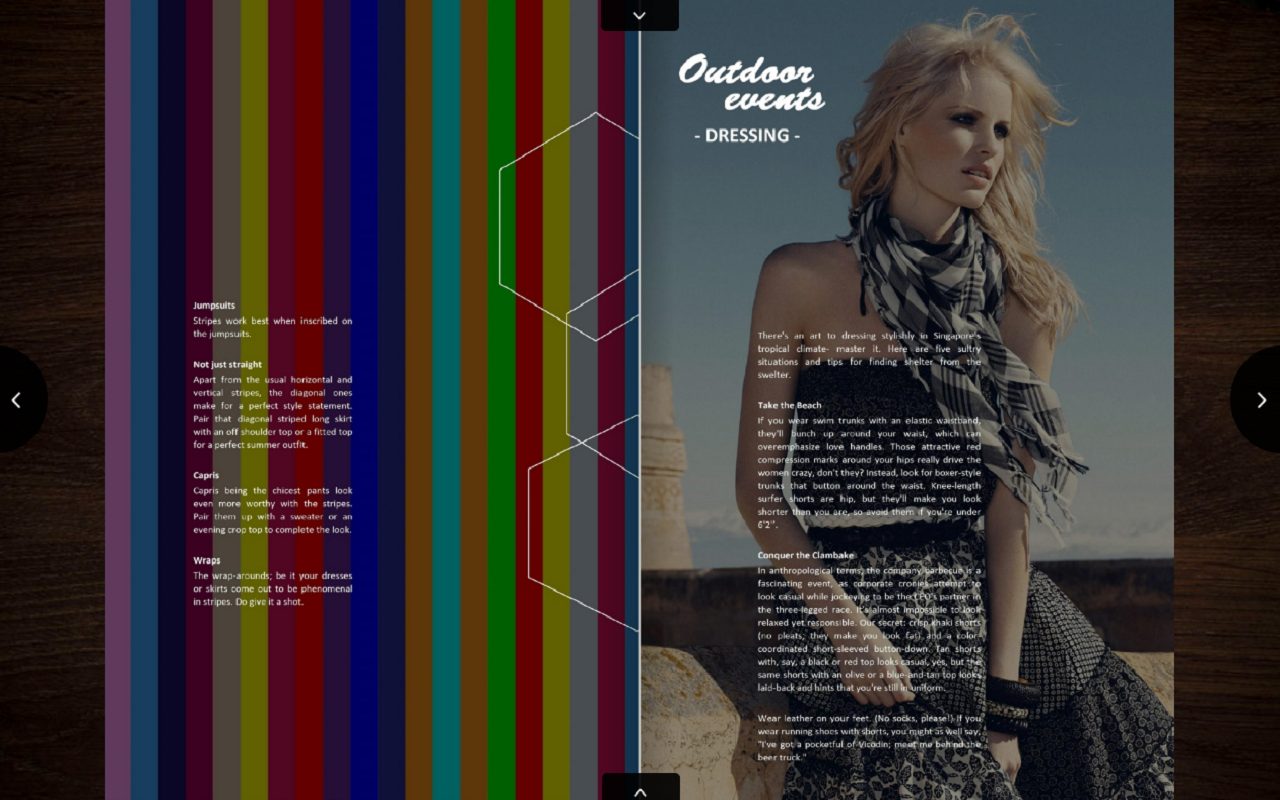 Jumpsuits
Stripes work best when inscribed on
the jumpsuits.
Not just straight
Apart from the usual horizontal and
vertical stripes, the diagonal ones
make for a perfect style statement.
Pair that diagonal striped long skirt
with an off shoulder top or a fitted top
for a perfect summer outfit.
Capris
Capris being the chicest pants look
even more worthy with the stripes.
Pair them up with a sweater or an
evening crop top to complete the look.
Wraps
The wrap-arounds; be it your dresses
or skirts come out to be phenomenal
in stripes. Do give it a shot.
Outdoor
events
- DRESSING -
There's an art to dressing stylishly in Singapore's
tropical climate- master it. Here are five sultry
situations and tips for finding shelter from the
swelter.
Take the Beach
If you wear swim trunks with an elastic waistband,
they'll bunch up around your waist, which can
overemphasize love handles. Those attractive red
compression marks around your hips really drive the
women crazy, don't they? Instead, look for boxer-style
trunks that button around the waist. Knee-length
surfer shorts are hip, but they'll make you look
shorter than you are, so avoid them if you're under
6'2".
Conquer the Clambake
In anthropological terms, the company barbecue is a
fascinating event, as corporate cronies attempt to
look casual while jockeying to be the CEO's partner in
the three-legged race. It's almost impossible to look
relaxed yet responsible. Our secret: crisp khaki shorts
(no pleats; they make you look fat) and a color-
coordinated short-sleeved button-down. Tan shorts
with, say, a black or red top looks casual, yes, but the
same shorts with an olive or a blue-and-tan top looks
laid-back and hints that you're still in uniform.
Wear leather on your feet. (No socks, please!) If you
wear running shoes with shorts, you might as well say,
"I've got a pocketful of Vicodin; meet me behind the
beer truck."